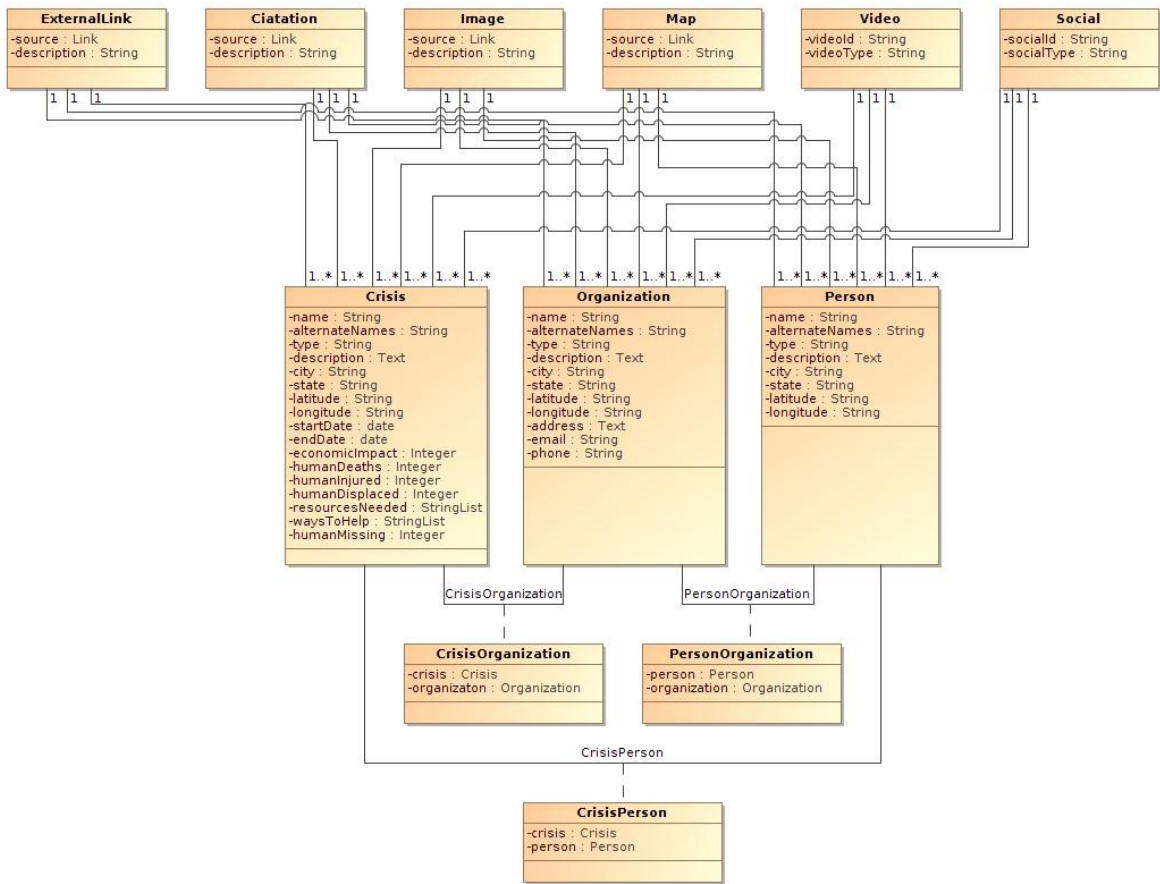 ExternalLink
-source : Link
-description : String
Ciatation
-source : Link
-description : String
Image
-source : Link
-description : String
Map
-source : Link
-description : String
Video
-videoId : String
-videoType : String
Social
-socialId : String
-socialType : String
1 1 1
1 1 1
1 1 1
1 1 1
1 1 1
1 1 1
1..* 1..* 1..* 1..* 1..* 1..*
1..* 1..* 1..* 1..* 1..* 1..*
1..* 1..* 1..* 1..* 1..* 1..*
Crisis
-name : String
-alternateNames : String
-type : String
-description : Text
-city : String
-state : String
-latitude : String
-longitude : String
-startDate : date
-endDate : date
-economicImpact : Integer
-humanDeaths : Integer
-humanInjured : Integer
-humanDisplaced : Integer
-resourcesNeeded : StringList
-waysToHelp : StringList
-humanMissing : Integer
Organization
-name : String
-alternateNames : String
-type : String
-description : Text
-city : String
-state : String
-latitude : String
-longitude : String
-address : Text
-email : String
-phone : String
Person
-name : String
-alternateNames : String
-type : String
-description : Text
-city : String
-state : String
-latitude : String
-longitude : String
CrisisOrganization
PersonOrganization
CrisisOrganization
-crisis : Crisis
-organizaton : Organization
PersonOrganization
-person : Person
-organization : Organization
CrisisPerson
CrisisPerson
-crisis : Crisis
-person : Person